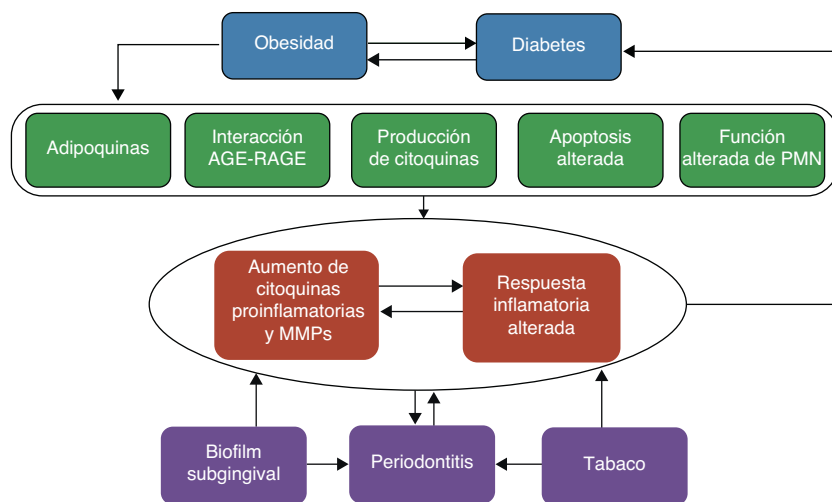 Obesidad
Diabetes
Adipoquinas
Interacción
AGE-RAGE
Producción
de citoquinas
Apoptosis
alterada
Función
alterada de PMN
Aumento de
citoquinas
proinflamatorias
y MMPs
Respuesta
inflamatoria
alterada
Biofilm
subgingival
Periodontitis
Tabaco